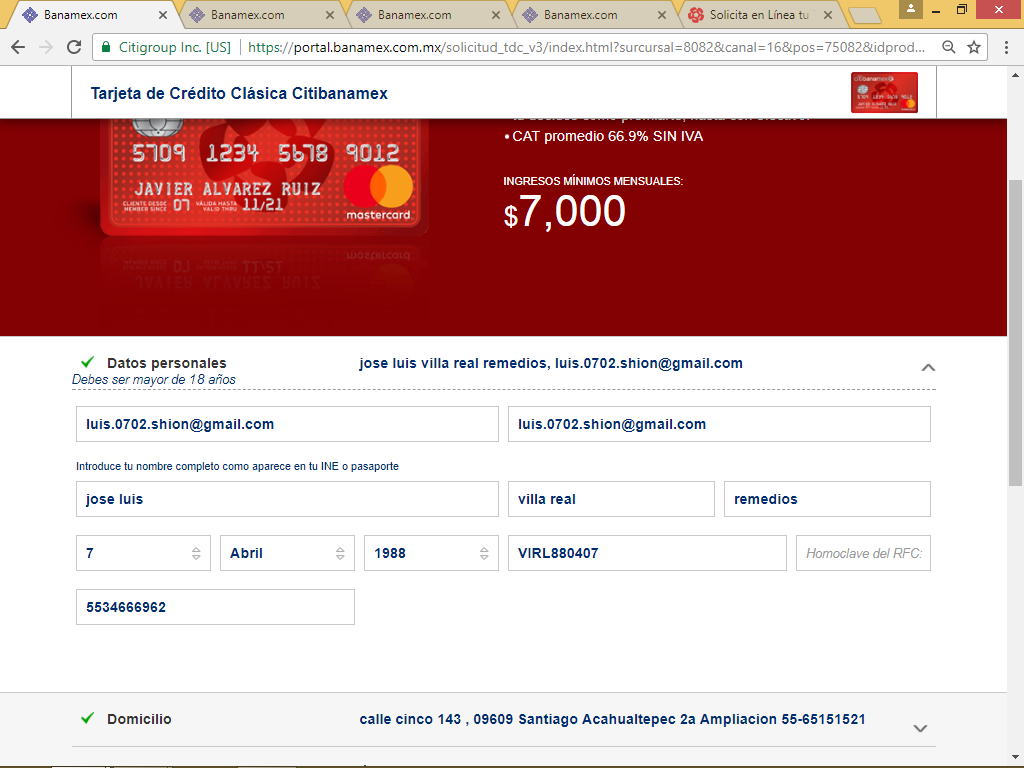 Banamex.com
Banamex.com
Banamex.com
Banamex.com
Solicita en Línea tu
Citigroup Inc. [US]
https://portal.banamex.com.mx/solicitud_tdc_v3/index.html?surcursal=8082&canal=16&pos=75082&idprod...
Tarjeta de Crédito Clásica Citibanamex
• CAT promedio 66.9% SIN IVA
5709 1234 5678 9012
JAVIER ALVAREZ RUIZ
CLIENTE DESDE
MEMBER SINCE 07 VÁLIDA HASTA
VALID THRU 11/21
mastercard
INGRESOS MÍNIMOS MENSUALES:
$7,000
Datos personales
jose luis villa real remedios, luis.0702.shion@gmail.com
Debes ser mayor de 18 años
luis.0702.shion@gmail.com
luis.0702.shion@gmail.com
Introduce tu nombre completo como aparece en tu INE o pasaporte
jose luis
villa real
remedios
7
Abril
1988
VIRL880407
Homoclave del RFC:
5534666962
Domicilio
calle cinco 143 , 09609 Santiago Acahualtepec 2a Ampliacion 55-65151521